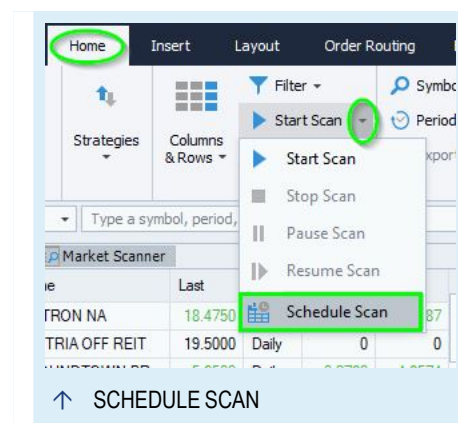 Home Insert Layout Order Routing
Filter Symbo
Start Scan Period
Strategies Columns & Rows xpor
Start Scan
Stop Scan
Type a symbol, period,
Pause Scan
Market Scanner
Resume Scan
e Last
TRON NA 18.4750 Schedule Scan 87
TRIA OFF REIT 19.5000 Daily 0 0
↑ SCHEDULE SCAN